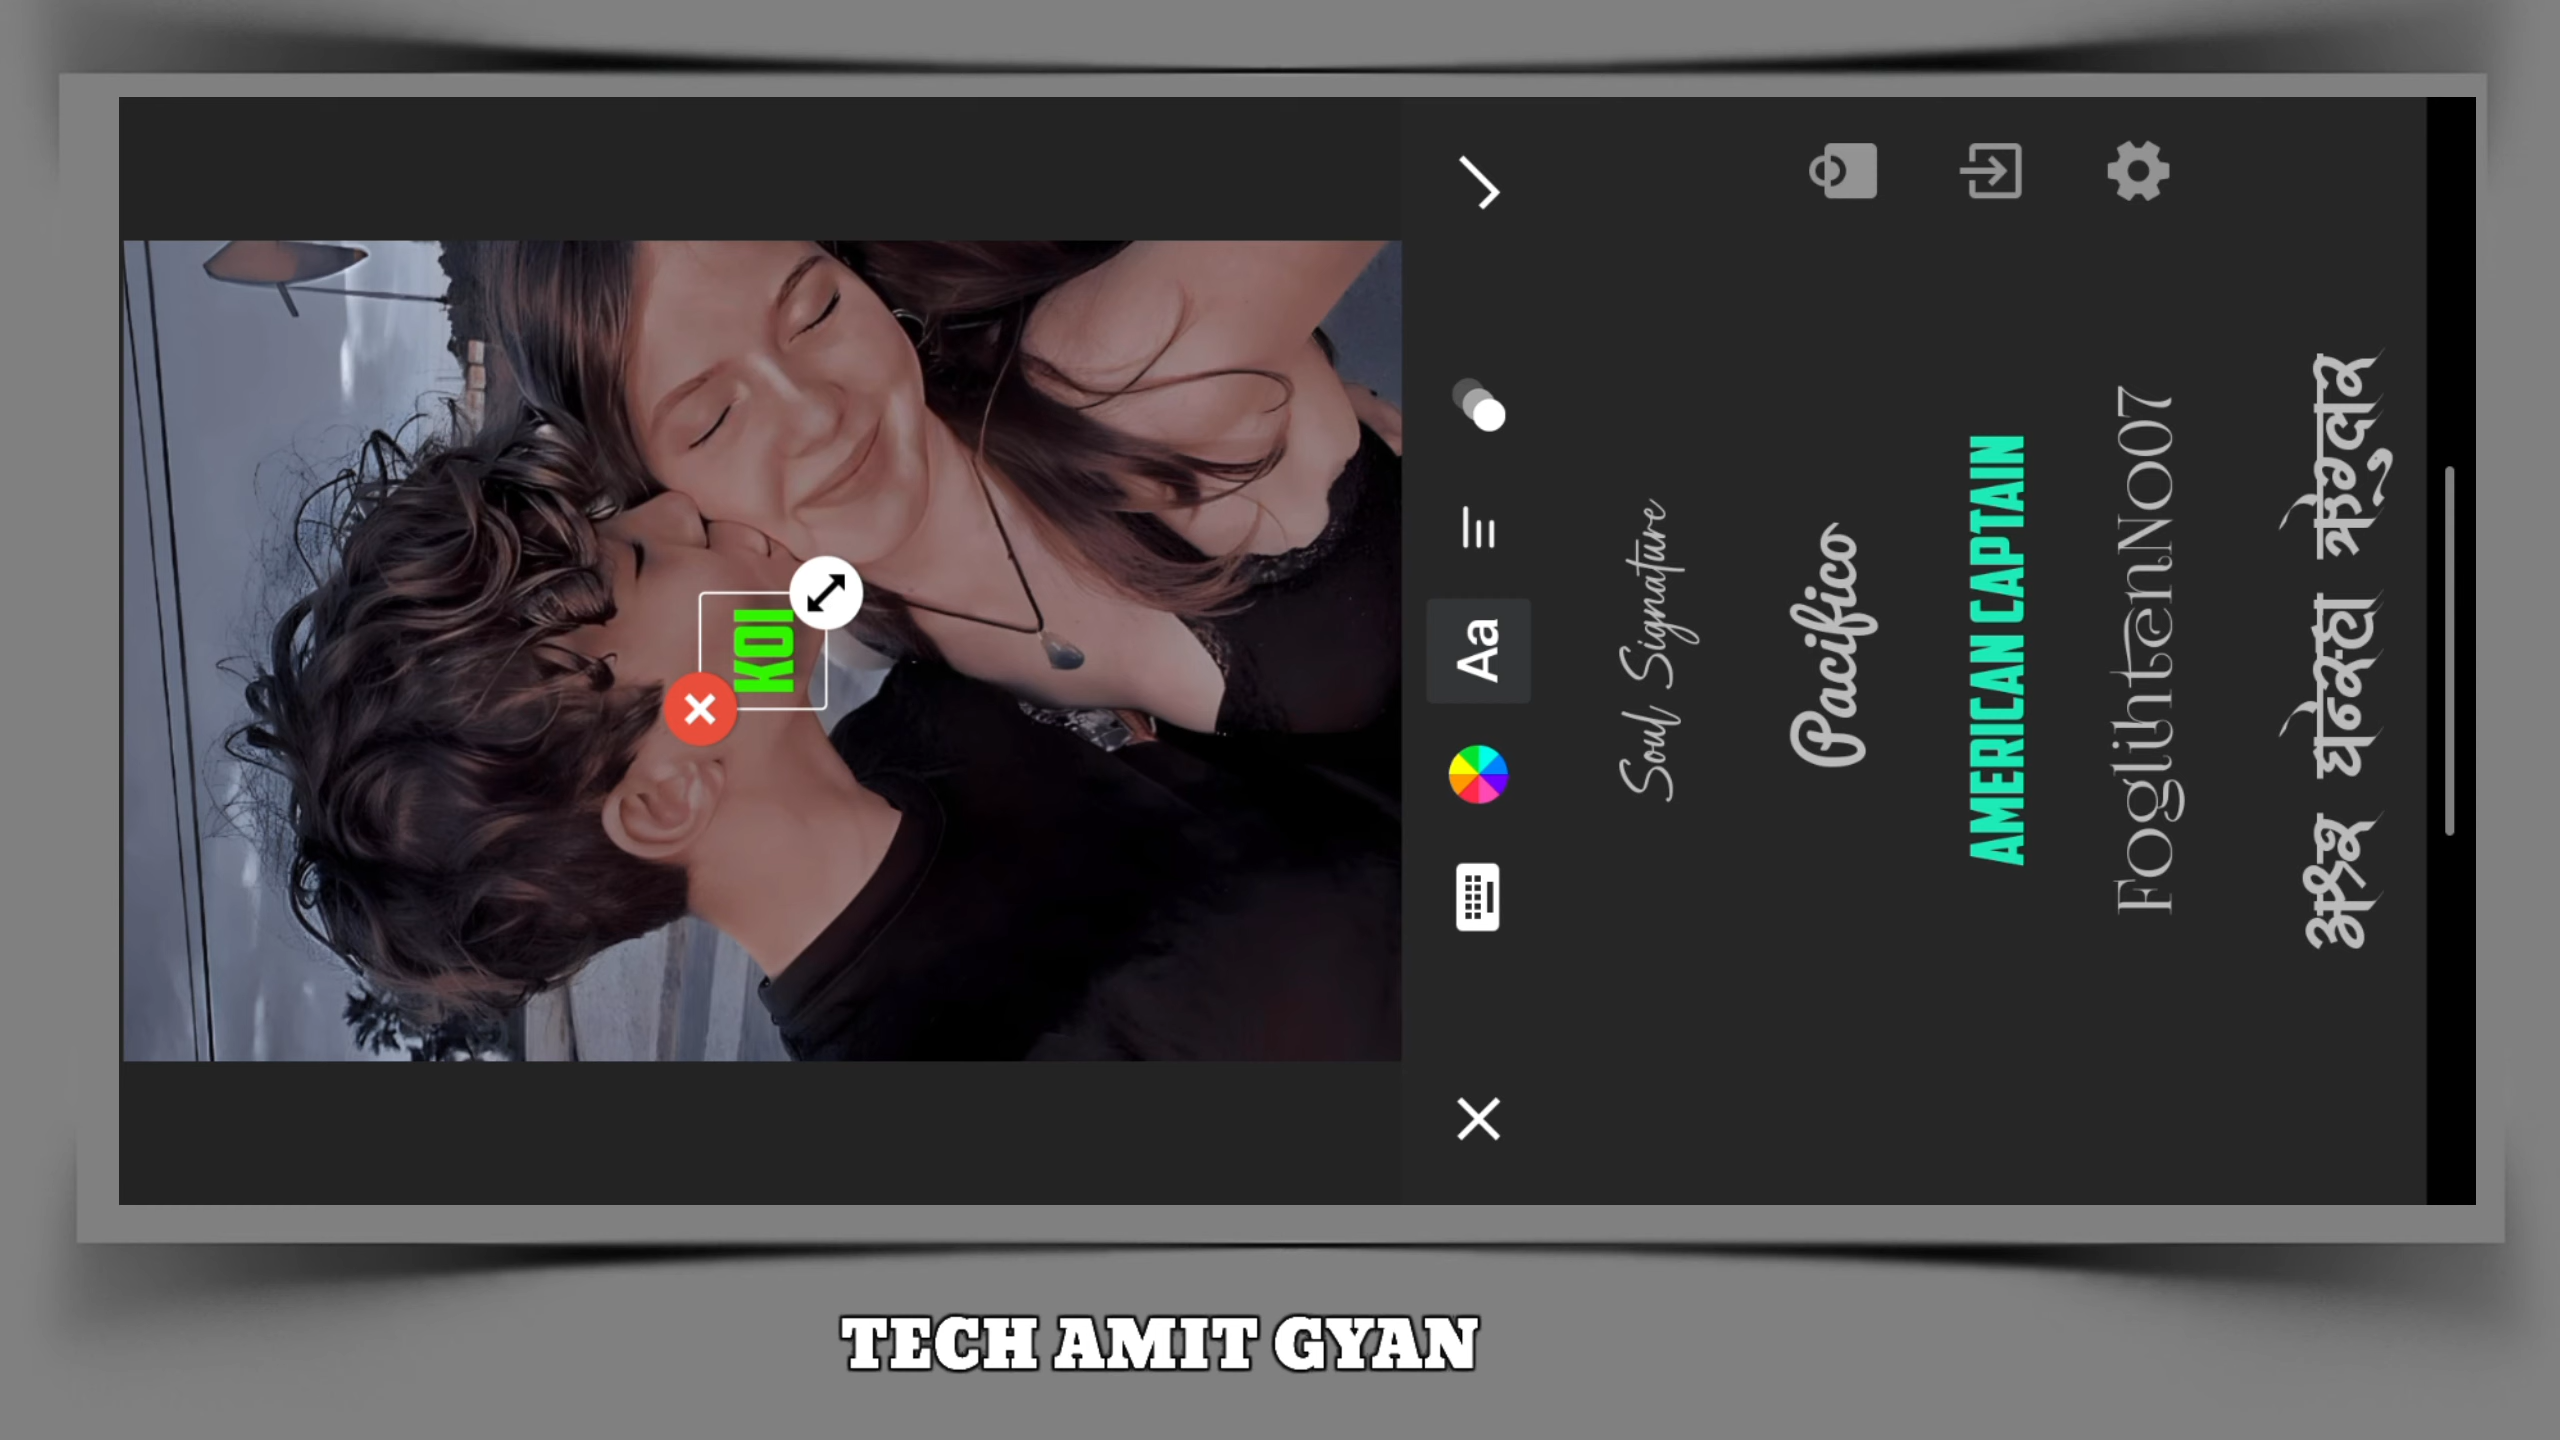 KOI
Aa
Soul Signature
Pacifico
AMERICAN CAPTAIN
FoglihtenNo07
TECH AMIT GYAN